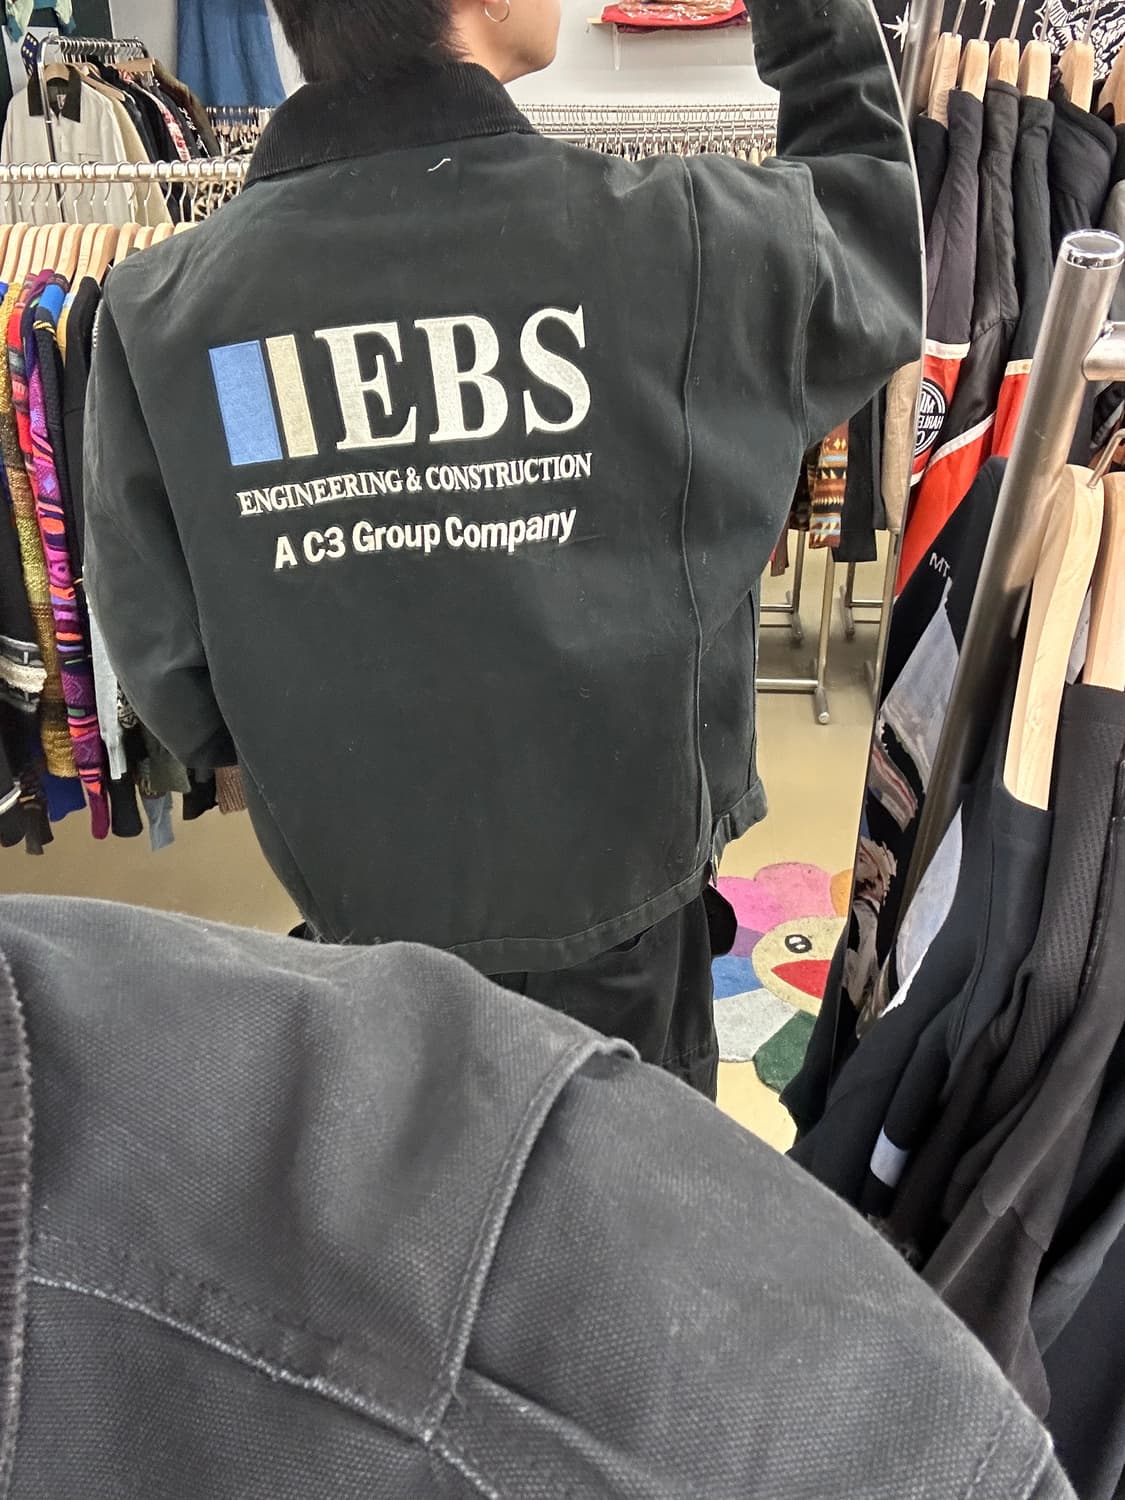 EBS
ENGINEERING & CONSTRUCTION
A C3 Group Company